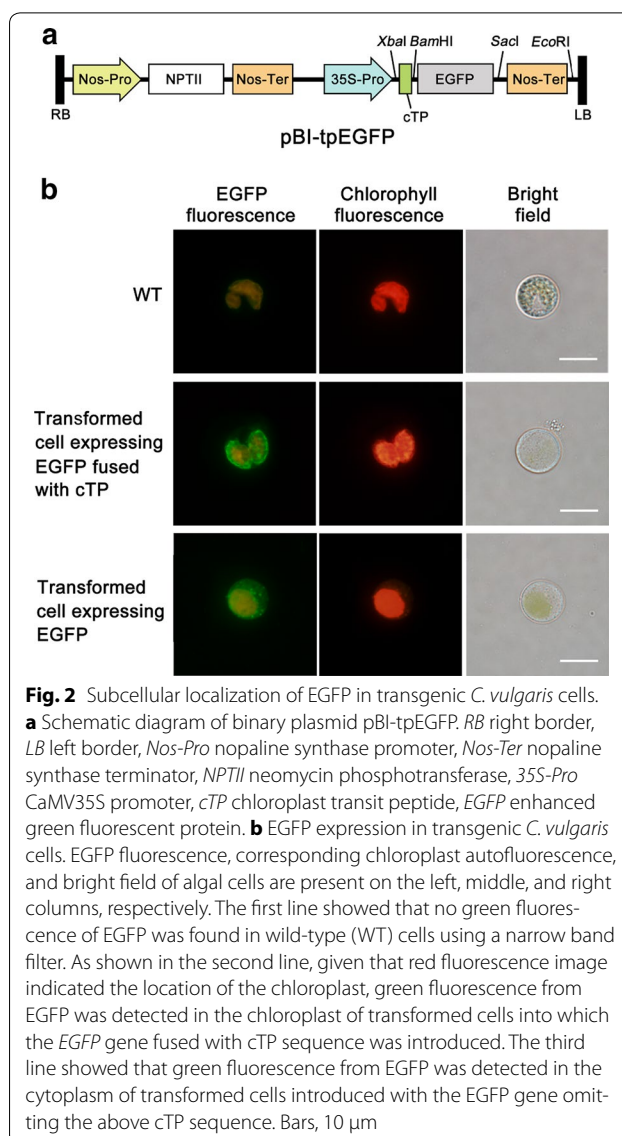 a
XbaI BamHI SacI EcoRI
Nos-Pro NPTII Nos-Ter 35S-Pro EGFP Nos-Ter
RB cTP LB
pBI-tpEGFP
b
EGFP fluorescence
Chlorophyll fluorescence
Bright field
WT
Transformed
cell expressing
EGFP fused
with cTP
Transformed
cell expressing
EGFP
Fig. 2 Subcellular localization of EGFP in transgenic C. vulgaris cells.
a Schematic diagram of binary plasmid pBI-tpEGFP. RB right border,
LB left border, Nos-Pro nopaline synthase promoter, Nos-Ter nopaline
synthase terminator, NPTII neomycin phosphotransferase, 35S-Pro
CaMV35S promoter, cTP chloroplast transit peptide, EGFP enhanced
green fluorescent protein. b EGFP expression in transgenic C. vulgaris
cells. EGFP fluorescence, corresponding chloroplast autofluorescence,
and bright field of algal cells are present on the left, middle, and right
columns, respectively. The first line showed that no green fluores-
cence of EGFP was found in wild-type (WT) cells using a narrow band
filter. As shown in the second line, given that red fluorescence image
indicated the location of the chloroplast, green fluorescence from
EGFP was detected in the chloroplast of transformed cells into which
the EGFP gene fused with cTP sequence was introduced. The third
line showed that green fluorescence from EGFP was detected in the
cytoplasm of transformed cells introduced with the EGFP gene omit-
ting the above cTP sequence. Bars, 10 µm